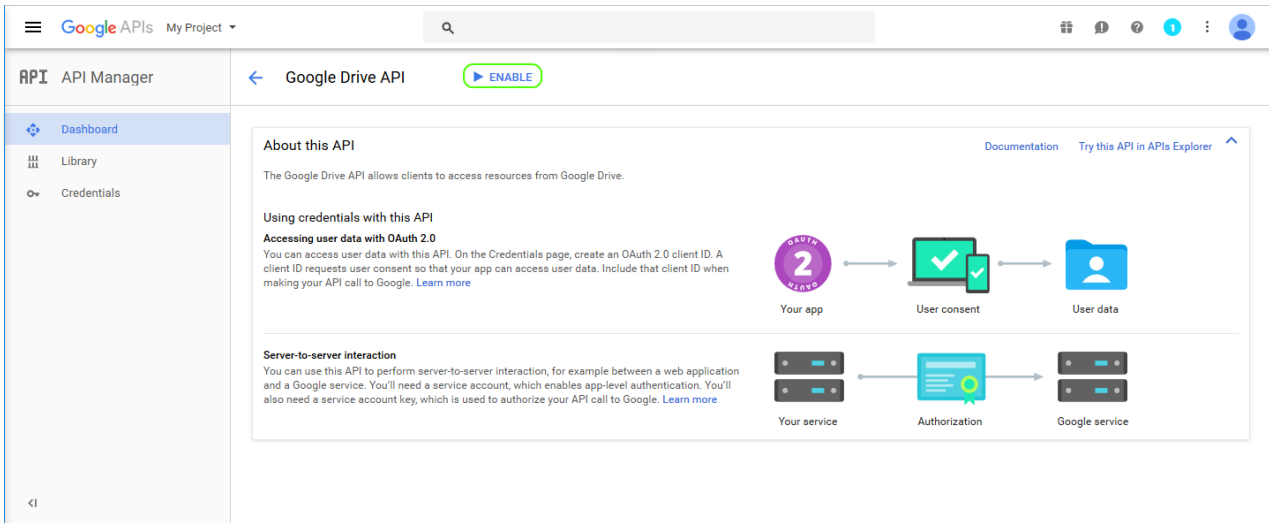 Google APIs My Project
1
API API Manager
Google Drive API ENABLE
Dashboard
Library
Credentials
About this API
Documentation Try this API in APIs Explorer
The Google Drive API allows clients to access resources from Google Drive.
Using credentials with this API
Accessing user data with OAuth 2.0
You can access user data with this API. On the Credentials page, create an OAuth 2.0 client ID. A
client ID requests user consent so that your app can access user data. Include that client ID when
making your API call to Google. Learn more
OAUTH
2
OAUTH
Your app User consent User data
Server-to-server interaction
You can use this API to perform server-to-server interaction, for example between a web application
and a Google service. You'll need a service account, which enables app-level authentication. You'll
also need a service account key, which is used to authorize your API call to Google. Learn more
Your service Authorization Google service